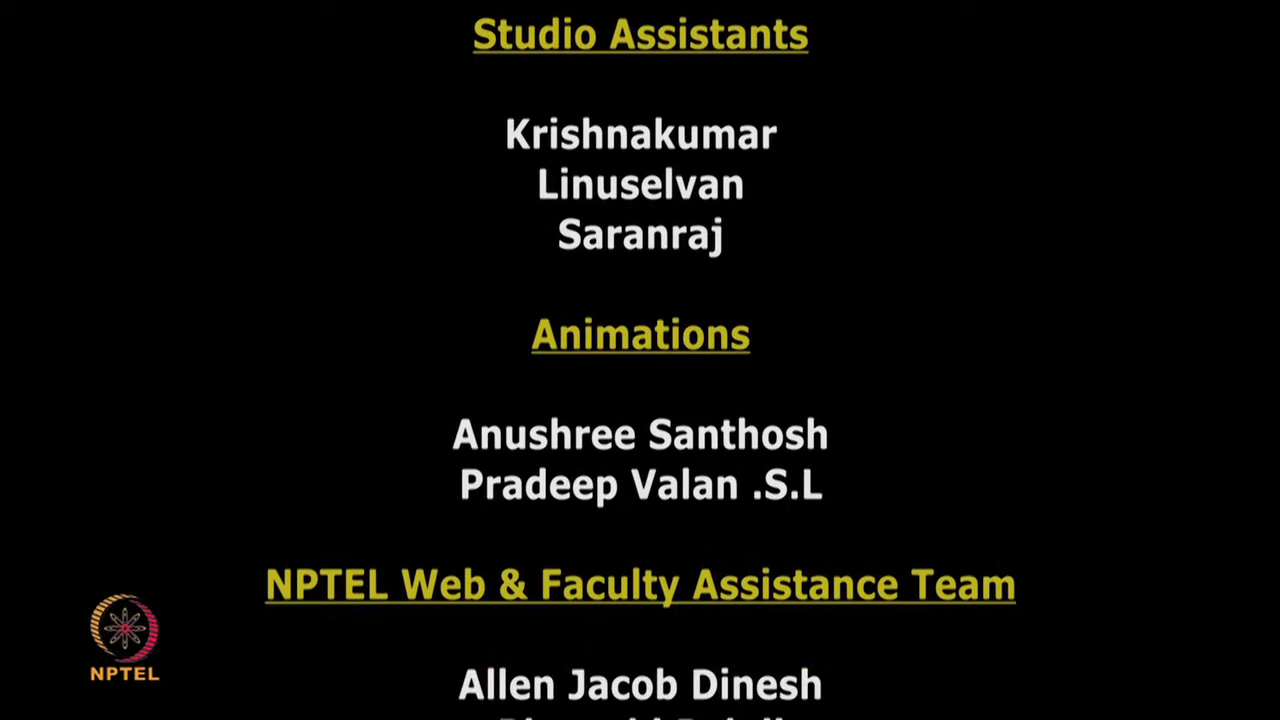 Studio Assistants
Krishnakumar
Linuselvan
Saranraj
Animations
Anushree Santhosh
Pradeep Valan .S.L
NPTEL Web & Faculty Assistance Team
NPTEL
Allen Jacob Dinesh